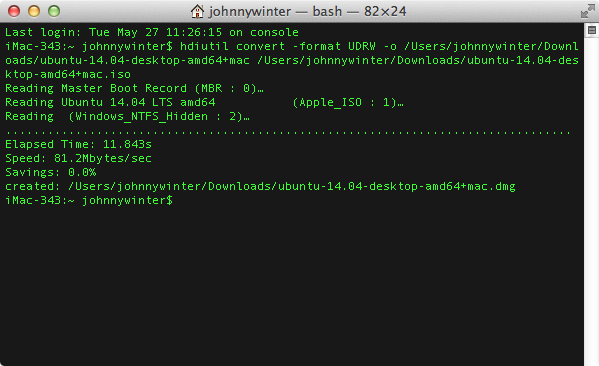 johnnywinter — bash — 82×24
Last login: Tue May 27 11:26:15 on console
iMac-343:~ johnnywinter$ hdiutil convert -format UDRW -o /Users/johnnywinter/Downl
oads/ubuntu-14.04-desktop-amd64+mac /Users/johnnywinter/Downloads/ubuntu-14.04-des
ktop-amd64+mac.iso
Reading Master Boot Record (MBR : 0)…
Reading Ubuntu 14.04 LTS amd64           (Apple_ISO : 1)…
Reading  (Windows_NTFS_Hidden : 2)…
.................................................................................
Elapsed Time: 11.843s
Speed: 81.2Mbytes/sec
Savings: 0.0%
created: /Users/johnnywinter/Downloads/ubuntu-14.04-desktop-amd64+mac.dmg
iMac-343:~ johnnywinter$